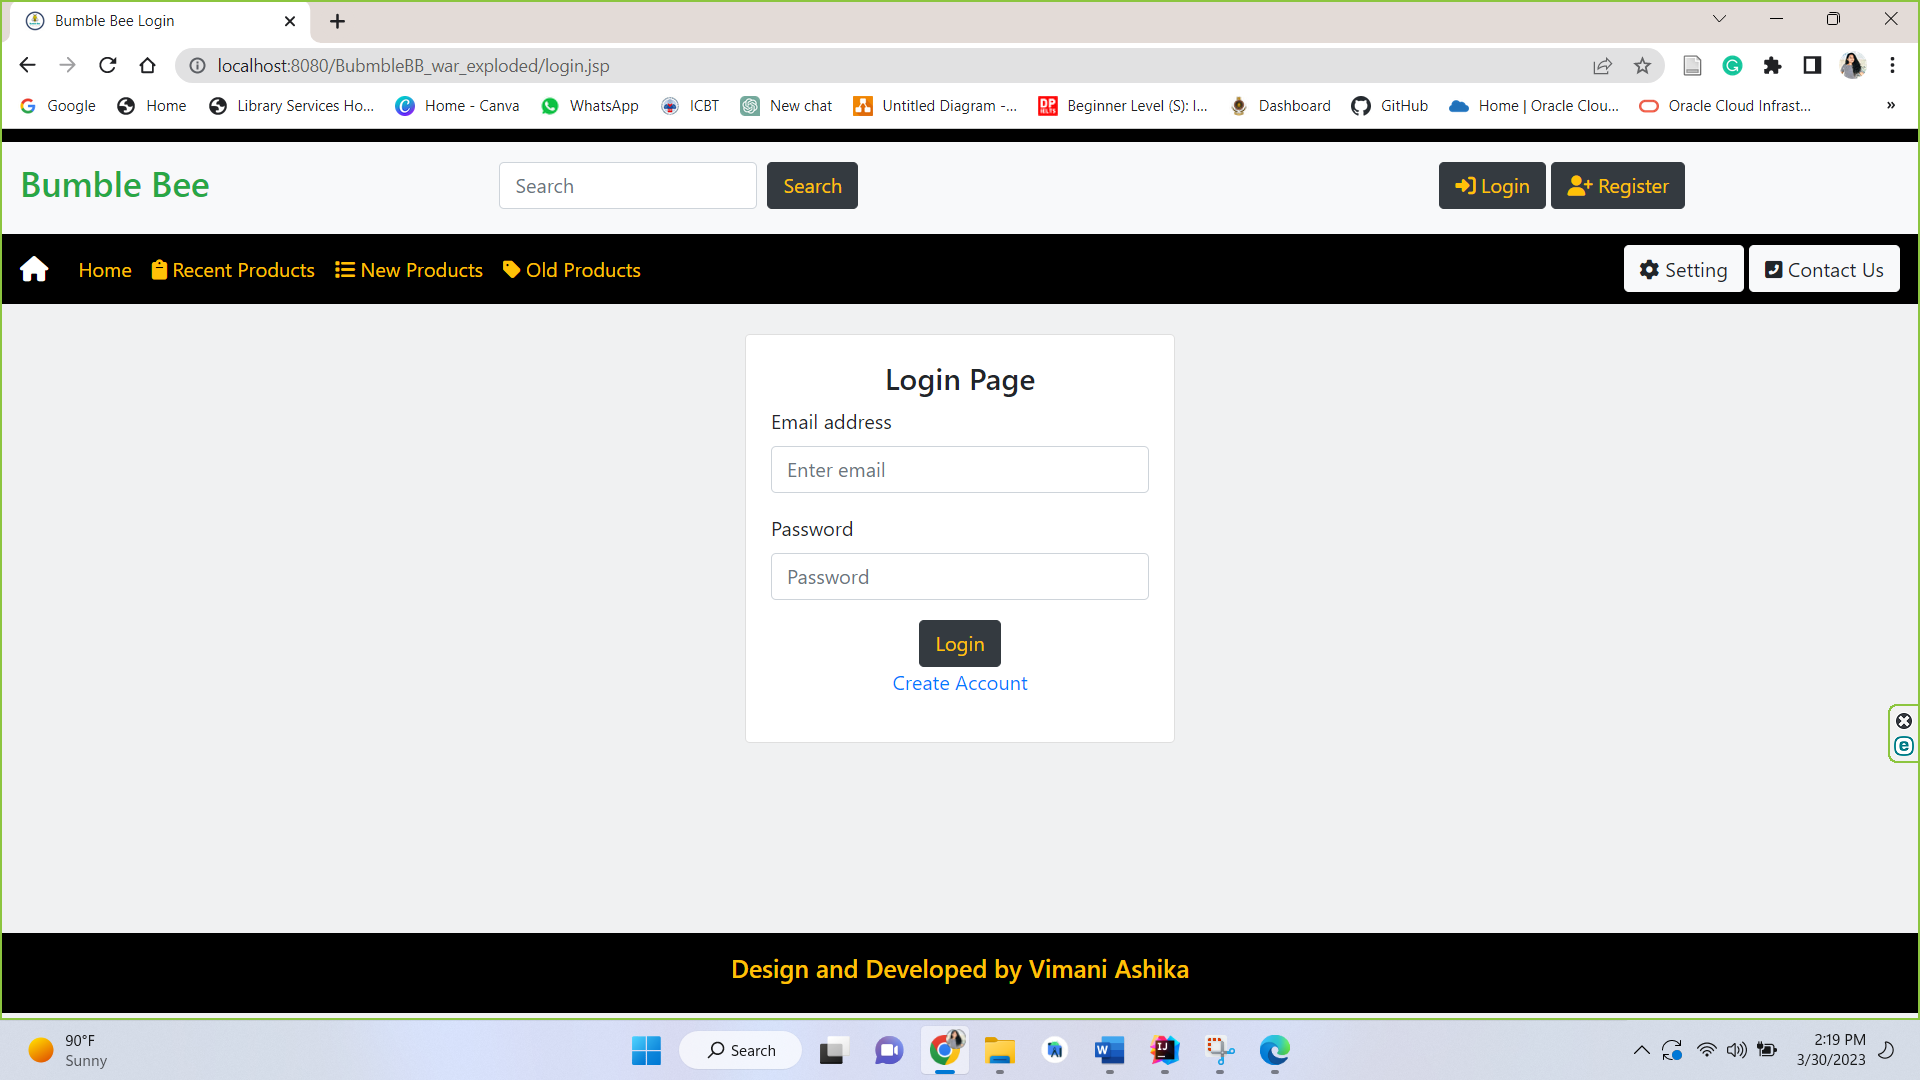 Bumble Bee Login
localhost:8080/BubmbleBB_war_exploded/login.jsp
Google Home Library Services Ho... Home - Canva WhatsApp ICBT New chat Untitled Diagram -... Beginner Level (S): I... Dashboard GitHub Home | Oracle Clou... Oracle Cloud Infrast... »
Bumble Bee Search Search Login Register
Home Recent Products New Products Old Products Setting Contact Us
Login Page
Email address
Enter email
Password
Password
Login
Create Account
Design and Developed by Vimani Ashika
90°F
Sunny
Search
2:19 PM
3/30/2023